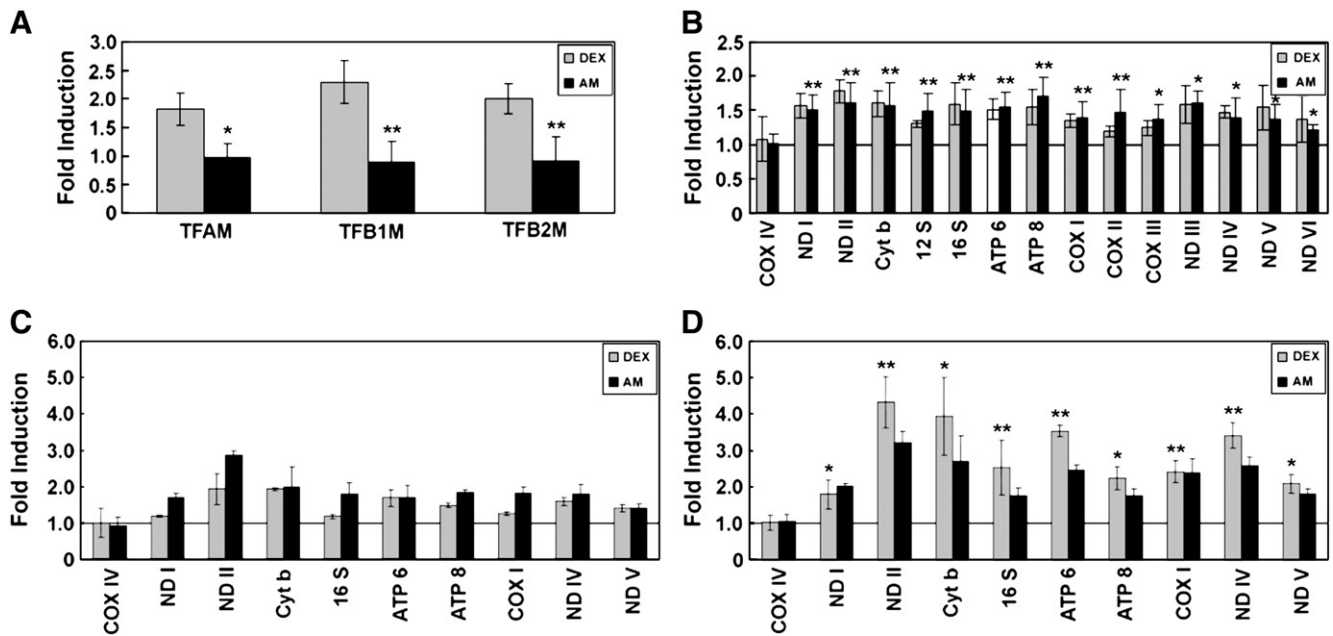 A
Fold Induction
3.0
2.5
2.0
1.5
1.0
0.5
0
DEX
AM
*
**
**
TFAM TFB1M TFB2M
B
Fold Induction
2.5
2.0
1.5
1.0
0.5
0
DEX
AM
** ** ** ** ** ** ** ** ** * * * * *
COX IV ND I ND II Cyt b 12 S 16 S ATP 6 ATP 8 COX I COX II COX III ND III ND IV ND V ND VI
C
Fold Induction
6.0
5.0
4.0
3.0
2.0
1.0
0
DEX
AM
COX IV ND I ND II Cyt b 16 S ATP 6 ATP 8 COX I ND IV ND V
D
Fold Induction
6.0
5.0
4.0
3.0
2.0
1.0
0
DEX
AM
* ** * ** ** * ** ** *
COX IV ND I ND II Cyt b 16 S ATP 6 ATP 8 COX I ND IV ND V